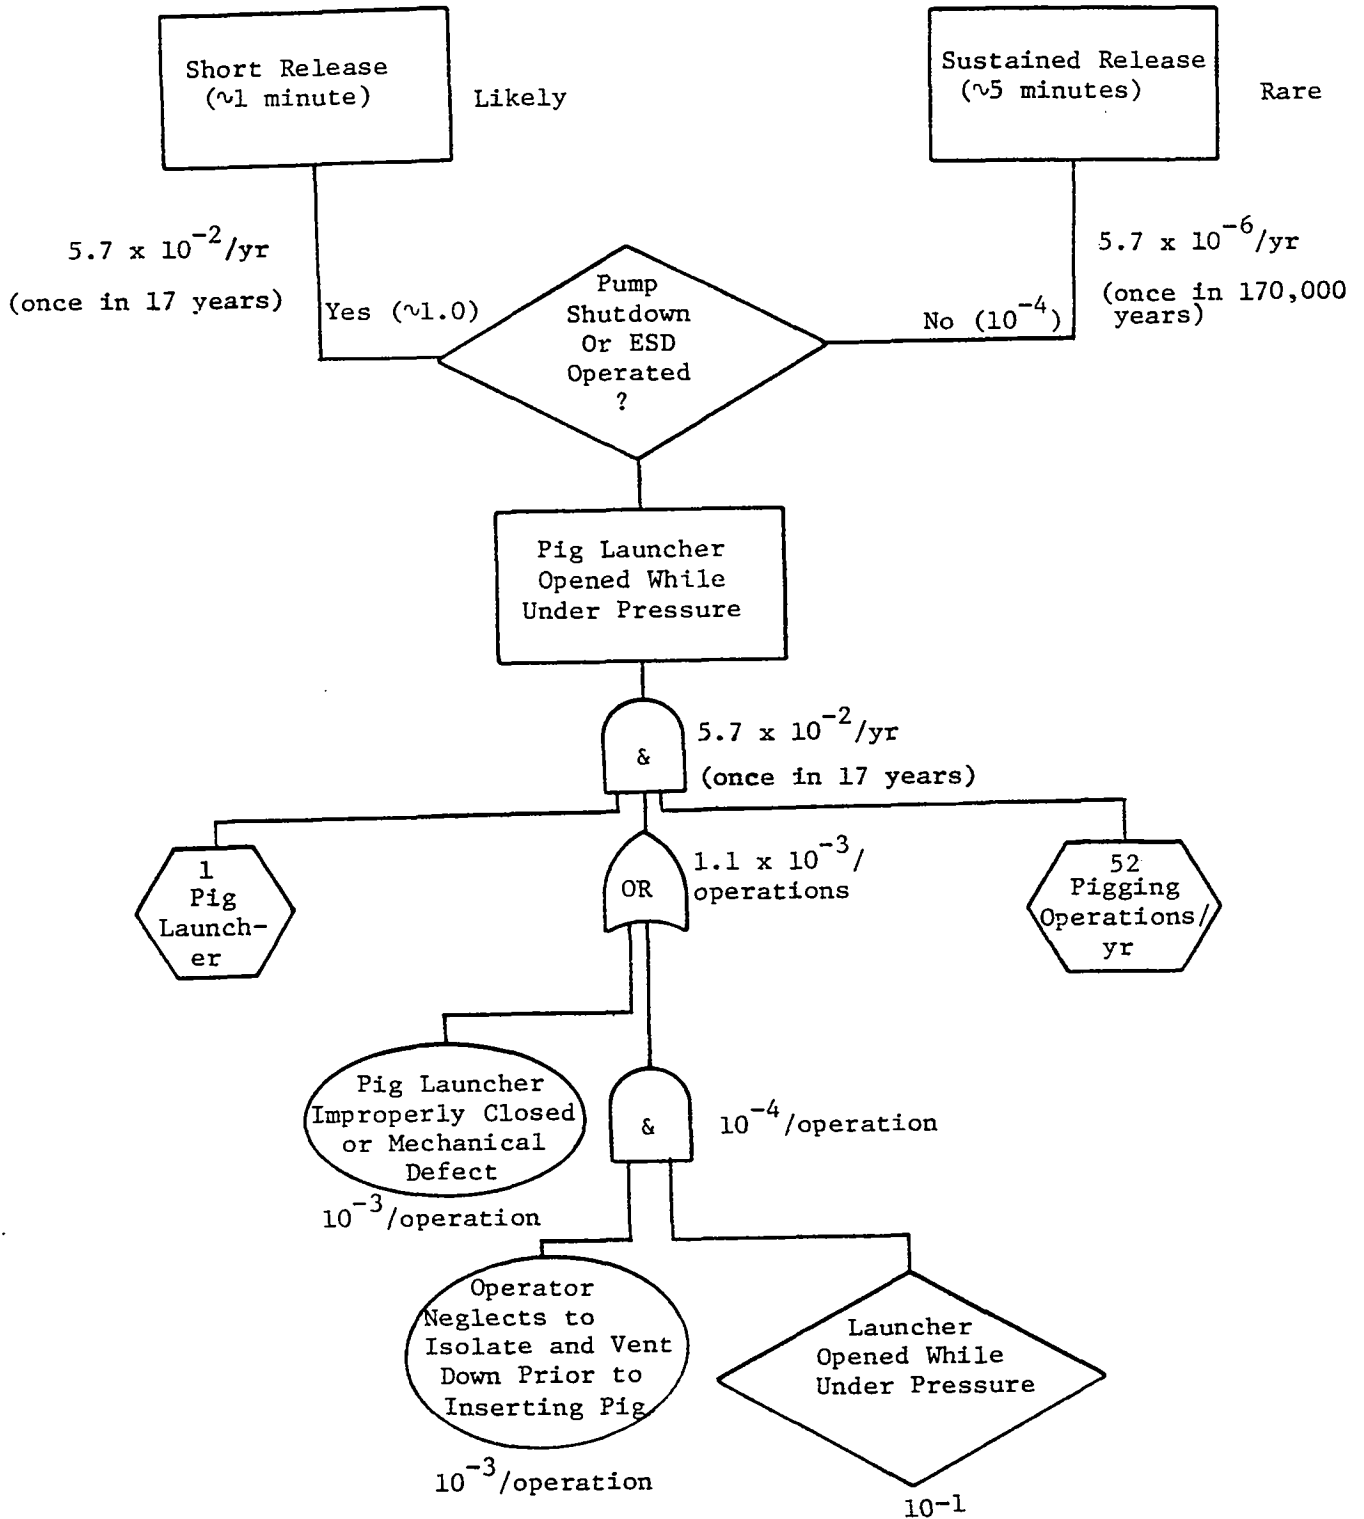 Short Release
(~1 minute)
Likely
Sustained Release
(~5 minutes)
Rare
5.7 x 10⁻²/yr
(once in 17 years)
Yes (~1.0)
Pump
Shutdown
Or ESD
Operated
?
No (10⁻⁴)
5.7 x 10⁻⁶/yr
(once in 170,000
years)
Pig Launcher
Opened While
Under Pressure
&
5.7 x 10⁻²/yr
(once in 17 years)
1
Pig
Launch-
er
OR
1.1 x 10⁻³/
operations
52
Pigging
Operations/
yr
Pig Launcher
Improperly Closed
or Mechanical
Defect
10⁻³/operation
&
10⁻⁴/operation
Operator
Neglects to
Isolate and Vent
Down Prior to
Inserting Pig
10⁻³/operation
Launcher
Opened While
Under Pressure
10⁻¹